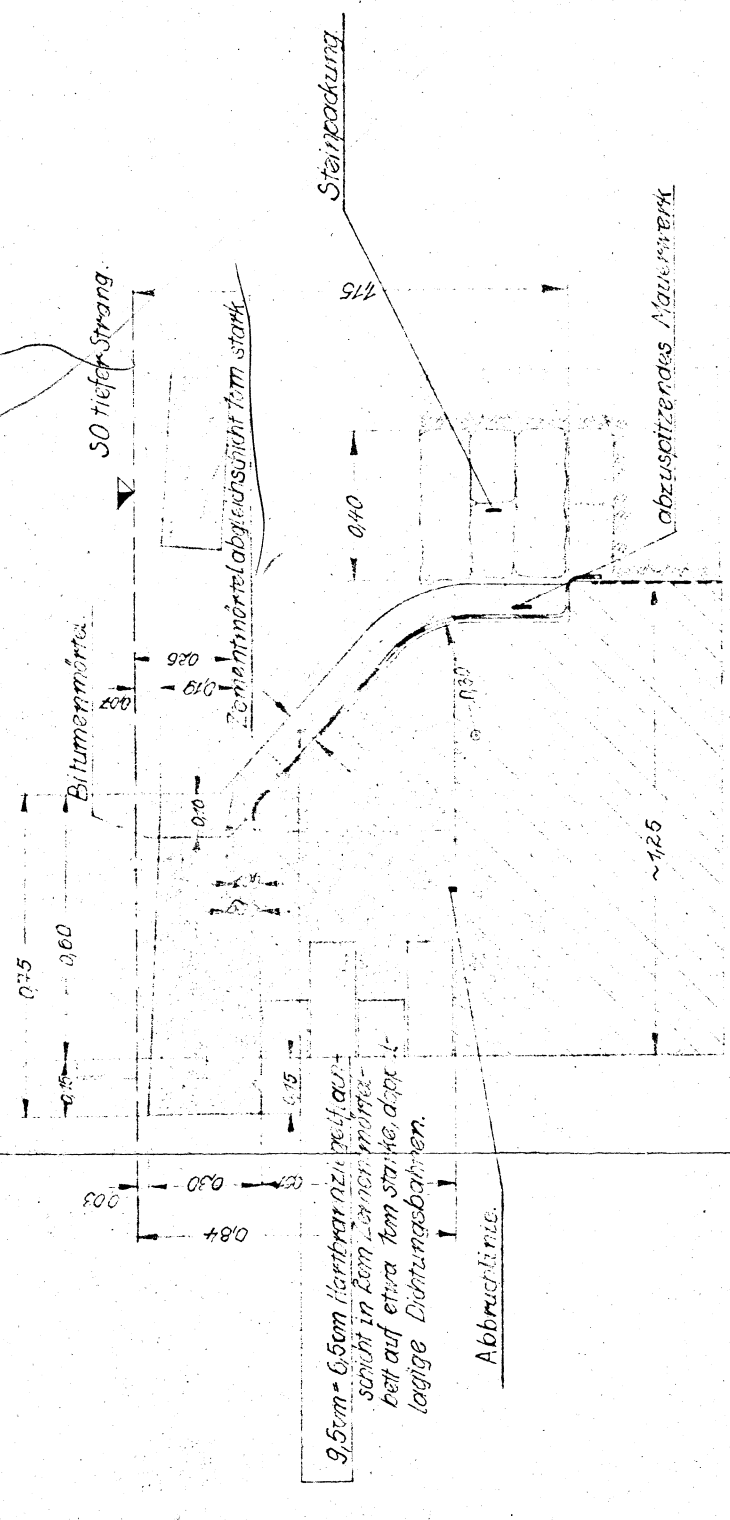 Steinpackung
SO tiefer Strang.
Bitumenmörtel
Zementmörtelabgleichschicht 1cm stark
abzuspitzendes Mauerwerk
9,5cm = 6,5cm Hartbrandziegelflach-
schicht in 2cm Zementmörtel-
bett auf etwa 1cm starke, doppel-
lagige Dichtungsbahnen.
Abbruchlinie.
0,75
0,15
0,60
0,07
0,26
0,19
0,10
1,15
0,40
0,30
~1,25
0,15
0,03
0,30
0,84